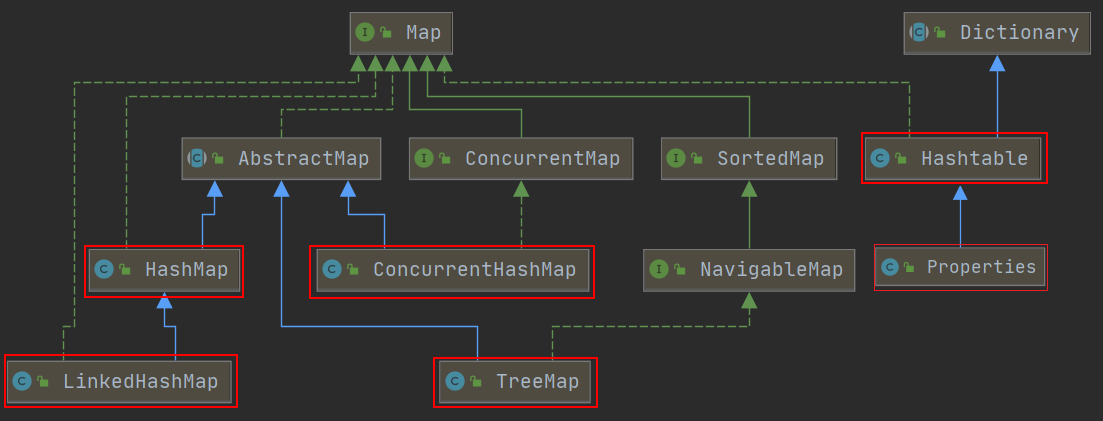 I Map
C Dictionary
C AbstractMap
I ConcurrentMap
I SortedMap
C Hashtable
C HashMap
C ConcurrentHashMap
I NavigableMap
C Properties
C LinkedHashMap
C TreeMap